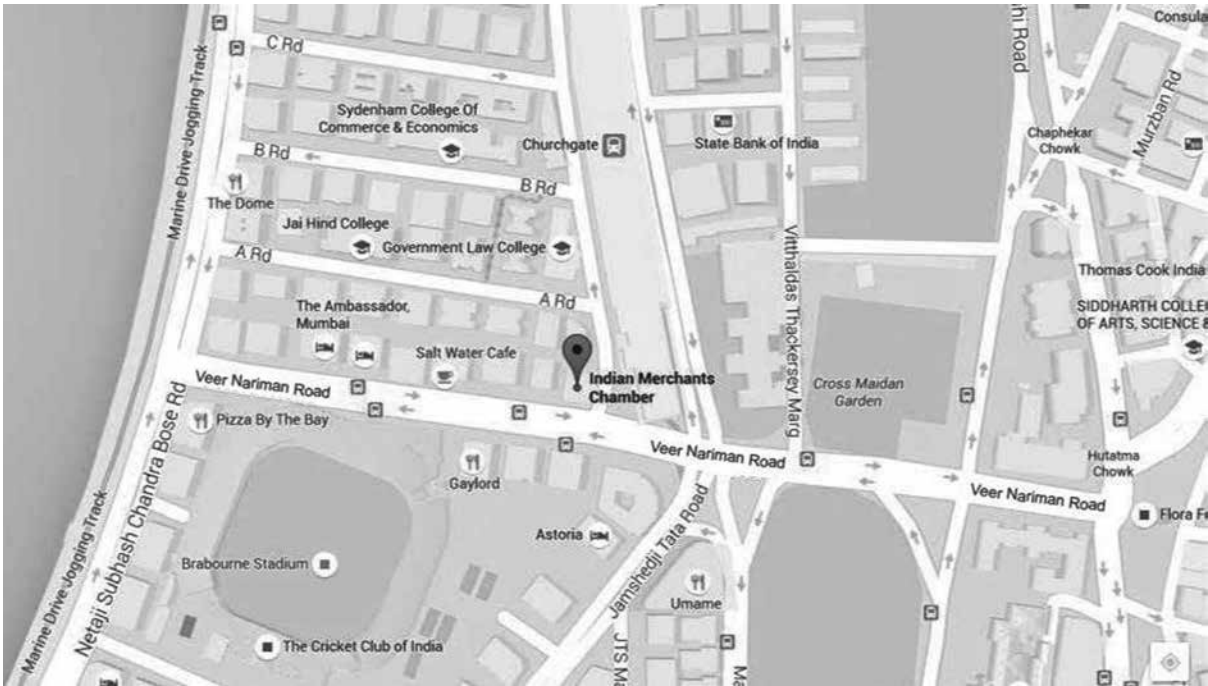 Consula
C Rd
Murzban Rd
Marine Drive Jogging Track
Sydenham College Of
Commerce & Economics
Churchgate
State Bank of India
Chaphekar
Chowk
B Rd
B Rd
The Dome
Jai Hind College
Government Law College
Vitthaldas Thackersey Marg
A Rd
A Rd
Thomas Cook India
The Ambassador,
Mumbai
SIDDHARTH COLLE
OF ARTS, SCIENCE &
Salt Water Cafe
Indian Merchants
Chamber
Cross Maidan
Garden
Veer Nariman Road
Pizza By The Bay
Veer Nariman Road
Hutatma
Chowk
Gaylord
Veer Nariman Road
Flora Fe
Netaji Subhash Chandra Bose Rd
Astoria
Jamshedji Tata Road
Brabourne Stadium
Umame
Marine Drive Jogging Track
The Cricket Club of India
JTS Ma
Ma